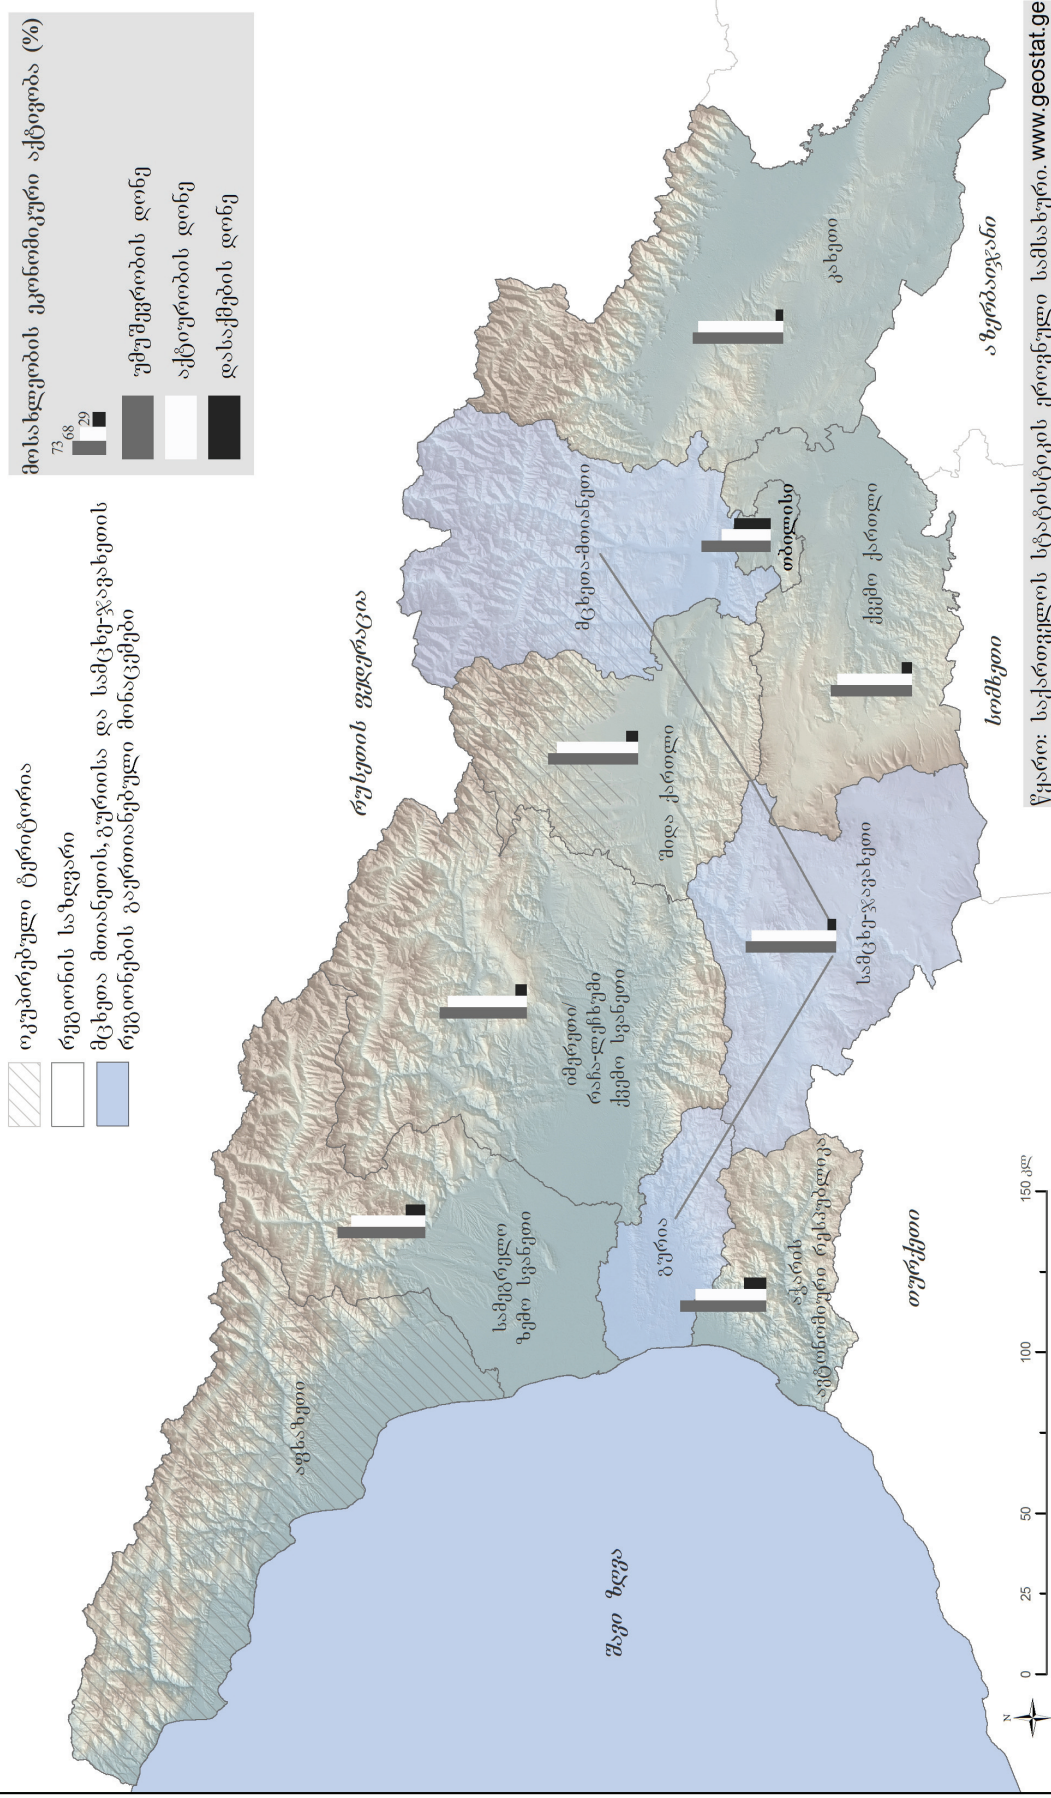 მოსახლეობის ეკონომიკური აქტივობა (%)
73
68
29
უმუშევრობის დონე
აქტიურობის დონე
დასაქმების დონე
ოკუპირებული ტერიტორია
რეგიონის საზღვარი
მცხეთა მთიანეთის, გურიისა და სამცხე-ჯავახეთის
რეგიონების გაერთიანებული მონაცემები
რუსეთის ფედერაცია
აფხაზეთი
სამეგრელო
ზემო სვანეთი
იმერეთი/
რაჭა-ლეჩხუმი
ქვემო სვანეთი
გურია
აჭარის
ავტონომიური რესპუბლიკა
შიდა ქართლი
მცხეთა-მთიანეთი
თბილისი
კახეთი
ქვემო ქართლი
სამცხე-ჯავახეთი
შავი ზღვა
თურქეთი
სომხეთი
აზერბაიჯანი
N
0 25 50 100 150 კმ
წყარო: საქართველოს სტატისტიკის ეროვნული სამსახური. www.geostat.ge